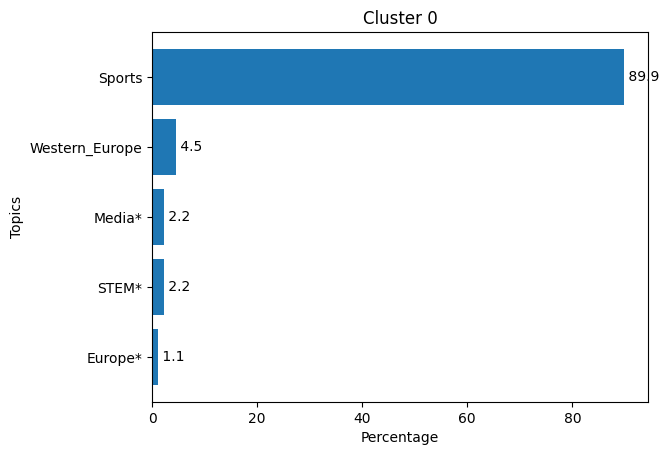 Cluster 0
Sports 89.9
Western_Europe 4.5
Media* 2.2
STEM* 2.2
Europe* 1.1
Topics
0 20 40 60 80
Percentage